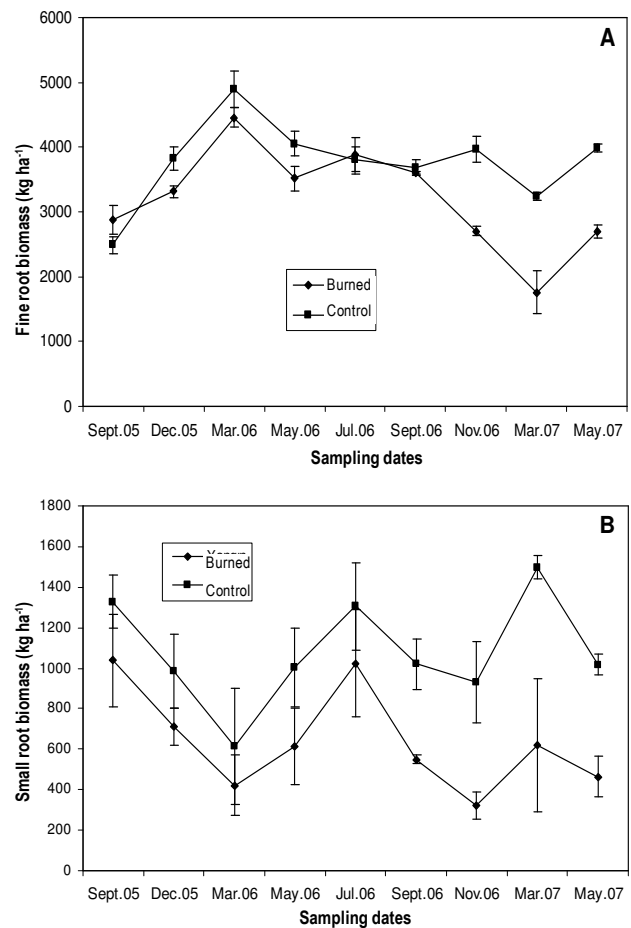 A
6000
5000
4000
3000
2000
1000
0
Fine root biomass (kg ha⁻¹)
Burned
Control
Sept.05 Dec.05 Mar.06 May.06 Jul.06 Sept.06 Nov.06 Mar.07 May.07
Sampling dates
B
1800
1600
1400
1200
1000
800
600
400
200
0
Small root biomass (kg ha⁻¹)
Burned
Control
Sept.05 Dec.05 Mar.06 May.06 Jul.06 Sept.06 Nov.06 Mar.07 May.07
Sampling dates